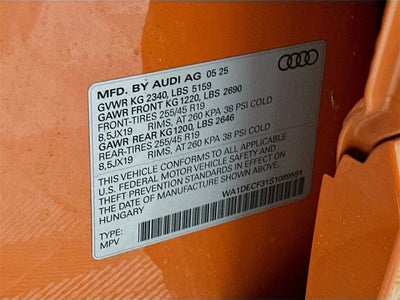 MFD. BY AUDI AG 05 25
GVWR KG 2340, LBS 5159
GAWR FRONT KG 1220, LBS 2690
FRONT-TIRES 255/45 R19
8,5JX19 RIMS, AT 260 KPA 38 PSI COLD
GAWR REAR KG1200, LBS 2646
REAR-TIRES 255/45 R19
8,5JX19 RIMS, AT 260 KPA 38 PSI COLD
THIS VEHICLE CONFORMS TO ALL APPLICABLE
U.S. FEDERAL MOTOR VEHICLE SAFETY AND
THEFT PREVENTION STANDARDS IN EFFECT ON
THE DATE OF MANUFACTURE SHOWN ABOVE.
HUNGARY
WA1DECF31S1089591
TYPE:
MPV